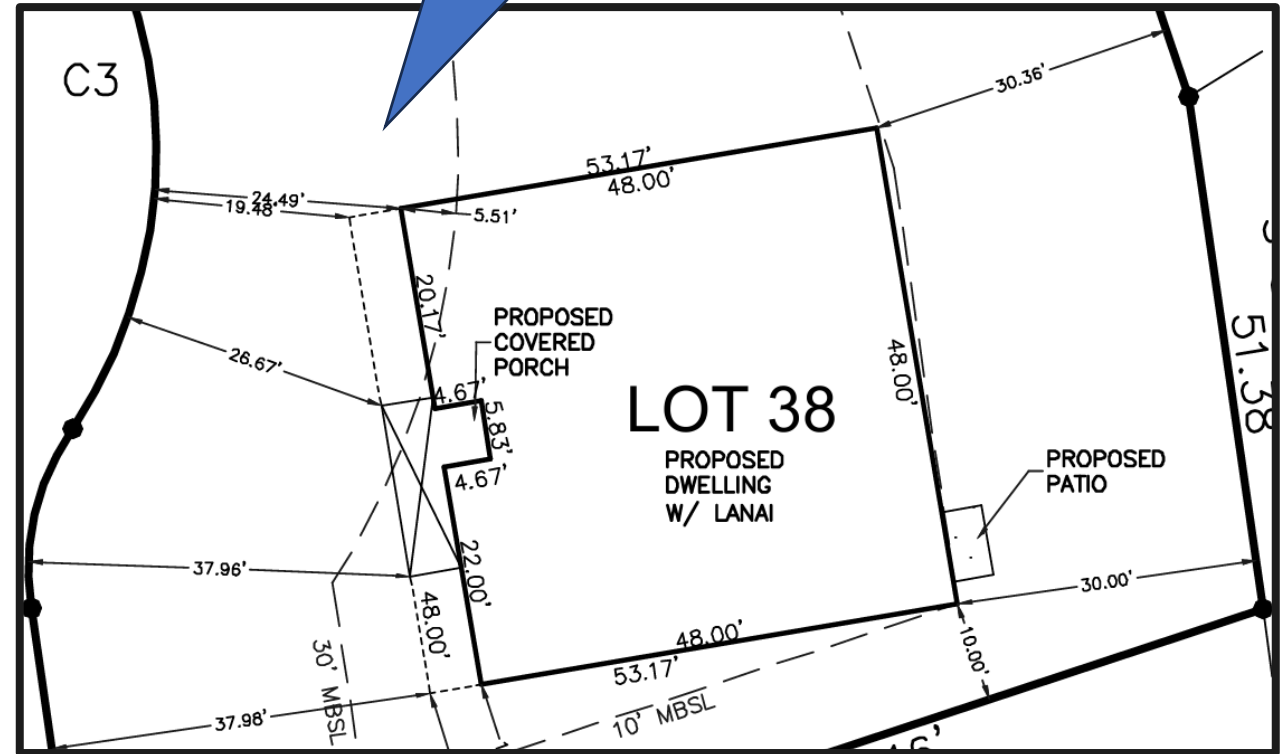 C3
30.36'
53.17'
48.00'
24.49'
19.48'
5.51'
20.17'
PROPOSED
COVERED
PORCH
26.67'
4.67'
5.83'
48.00'
51.38
LOT 38
PROPOSED
DWELLING
W/ LANAI
4.67'
PROPOSED
PATIO
22.00'
37.96'
30.00'
48.00'
48.00'
53.17'
10.00'
30' MBSL
10' MBSL
37.98'